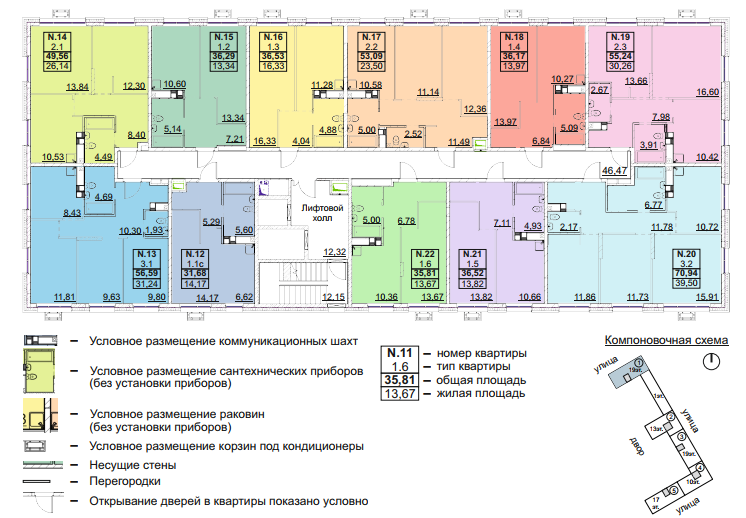 N.14
2.1
49,56
26,14
13,84
12.30
8.40
10,53
4.49
N.15
1.2
36,29
13,34
10,60
5,14
13,34
7,21
N.16
1.3
36,53
16,33
11,28
4,88
16,33
4,04
N.17
2.2
53,09
23,50
10,58
11,14
12,36
5,00
2,52
11,49
N.18
1.4
36,17
13,97
10,27
5,09
13,97
6,84
N.19
2.3
55,24
30,26
13.66
2,67
16,60
7,98
3,91
10,42
46,47
8,43
4,69
10,30
1,93
N.13
3.1
56,59
31,24
11,81
9,63
9,80
5,29
5,60
N.12
1.1с
31,68
14,17
14,17
6,62
Лифтовой
холл
12,32
12,15
5,00
6,78
N.22
1.6
35,81
13,67
10,36
13,67
7,11
4,93
N.21
1.5
36,52
13,82
13,82
10,66
2,17
6,77
11,78
10,72
N.20
3.2
70,94
39,50
11,86
11,73
15,91
– Условное размещение коммуникационных шахт
– Условное размещение сантехнических приборов
(без установки приборов)
– Условное размещение раковин
(без установки приборов)
– Условное размещение корзин под кондиционеры
– Несущие стены
– Перегородки
– Открывание дверей в квартиры показано условно
N.11 – номер квартиры
1.6 – тип квартиры
35,81 – общая площадь
13,67 – жилая площадь
Компоновочная схема
улица
1
19эт.
1эт.
улица
2
13эт.
3
двор
19эт.
4
10эт.
5
17
эт.
улица